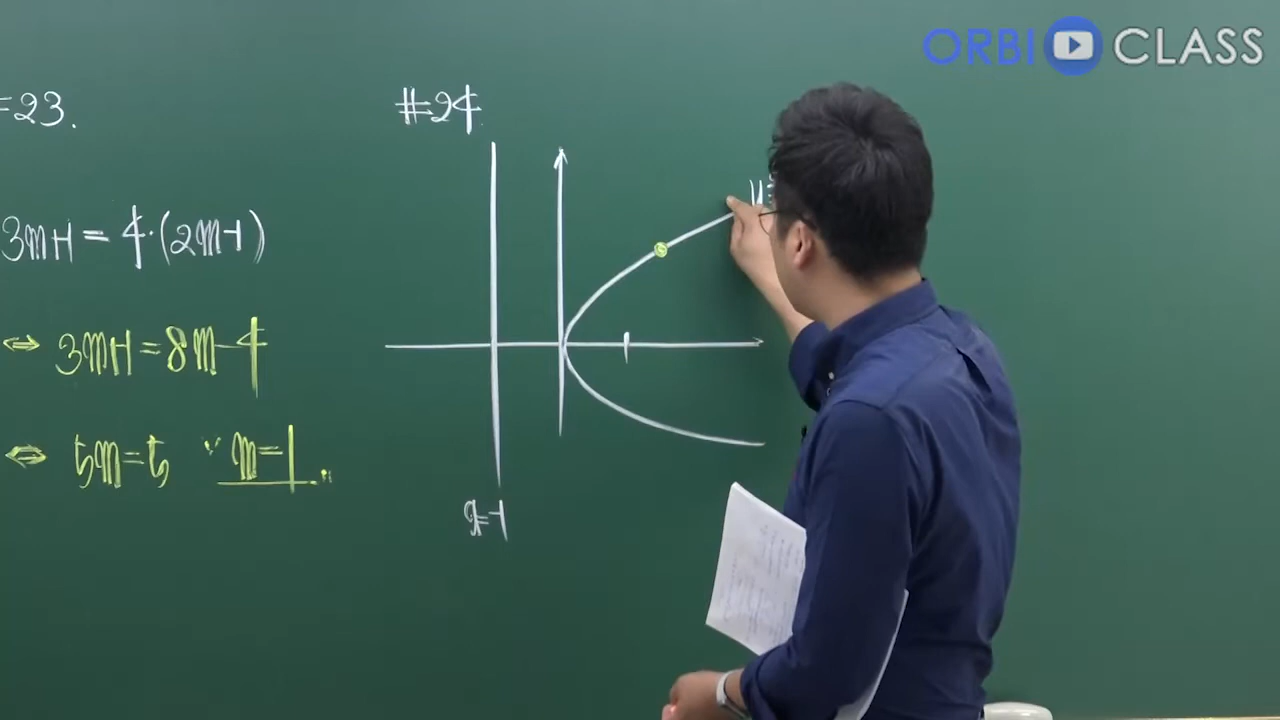 ORBI CLASS
=23.
#24
3m+1=4·(2m-1)
⇔ 3m+1=8m-4
⇔ 5m=5 ∴ m=1
x=-1